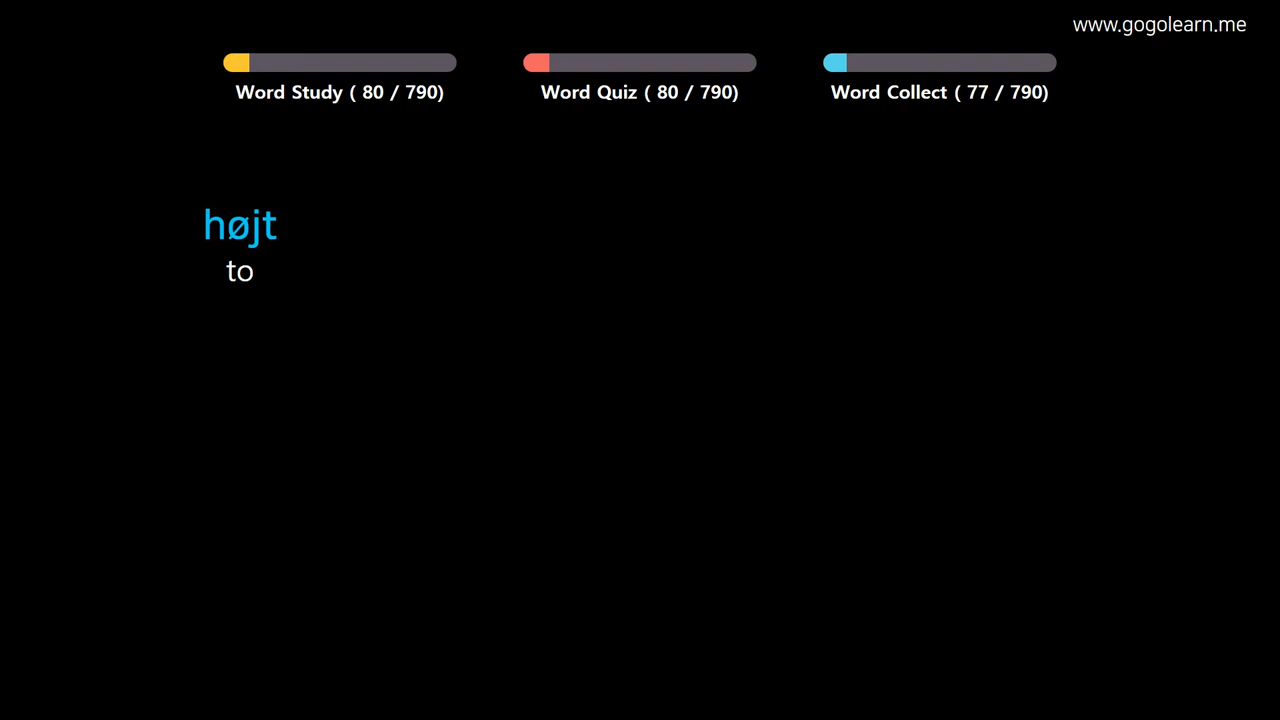 www.gogolearn.me
Word Study ( 80 / 790)
Word Quiz ( 80 / 790)
Word Collect ( 77 / 790)
højt
to